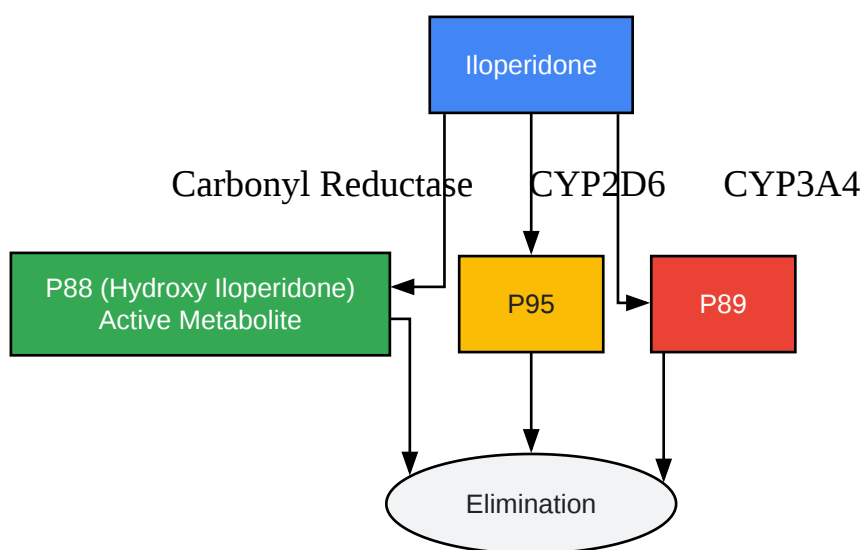 Iloperidone
Carbonyl Reductase
CYP2D6
CYP3A4
P88 (Hydroxy Iloperidone)
Active Metabolite
P95
P89
Elimination